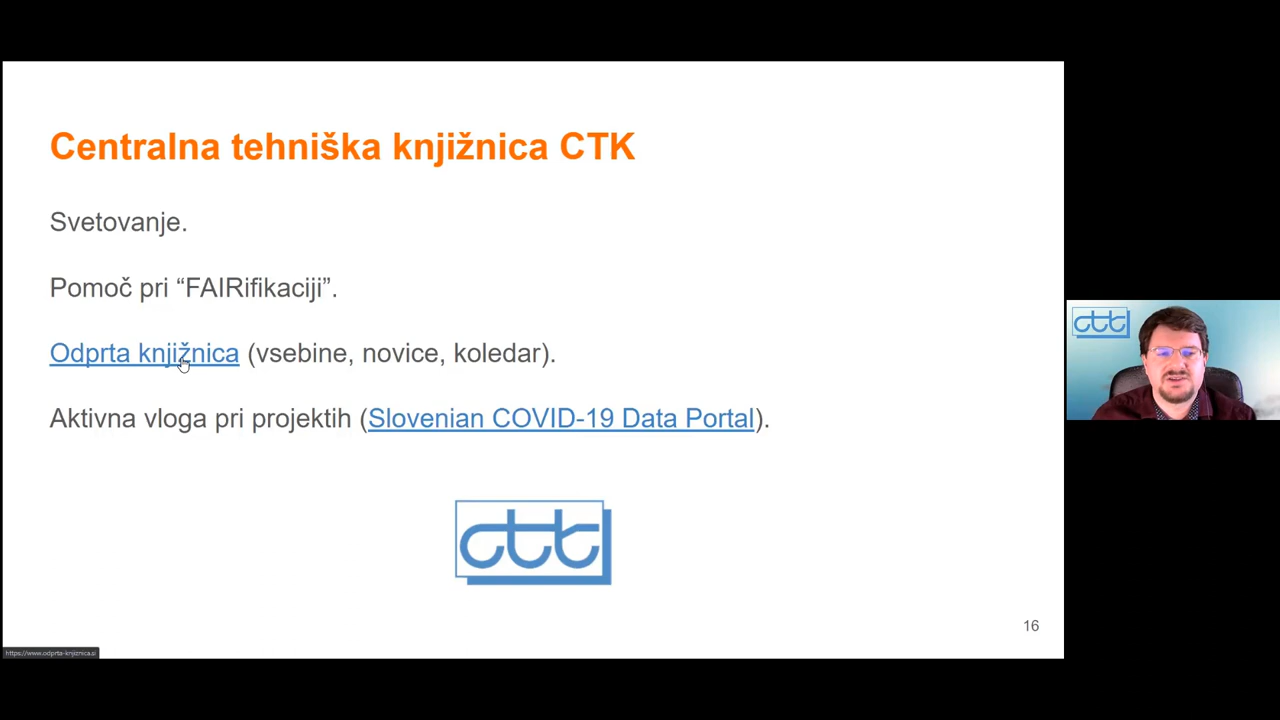 Centralna tehniška knjižnica CTK
Svetovanje.
Pomoč pri “FAIRifikaciji”.
Odprta knjižnica (vsebine, novice, koledar).
Aktivna vloga pri projektih (Slovenian COVID-19 Data Portal).
ctk
16
https://www.odprta-knjiznica.si
ctk